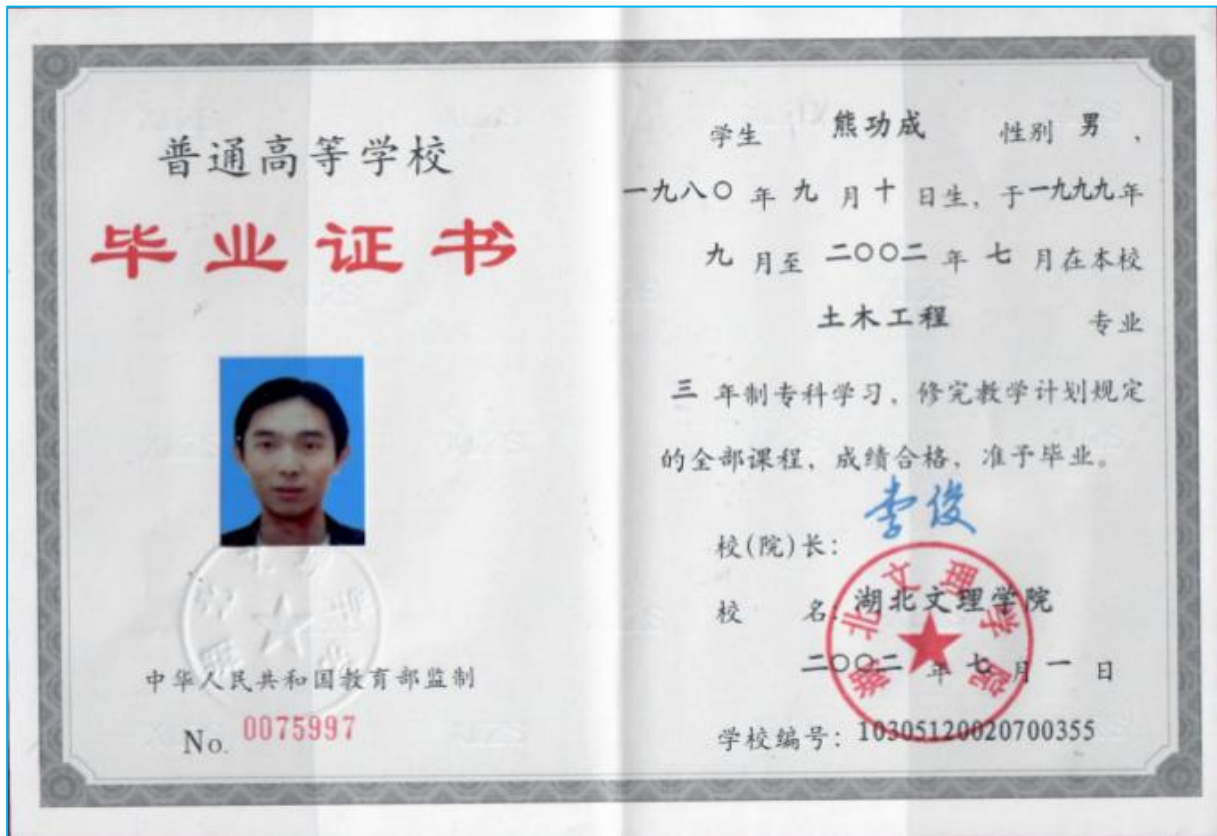 普通高等学校
毕业证书
中华人民共和国教育部监制
No. 0075997
学生 熊功成 性别 男，
一九八〇 年 九 月 十 日生，于一九九九年
九 月至 二〇〇二 年 七 月在本校
土木工程 专业
三 年制专科学习，修完教学计划规定
的全部课程，成绩合格，准予毕业。
校(院)长： 李俊
校 名：湖北文理学院
二〇〇二 年 七 月 一 日
学校编号：10305120020700355
湖北文理学院